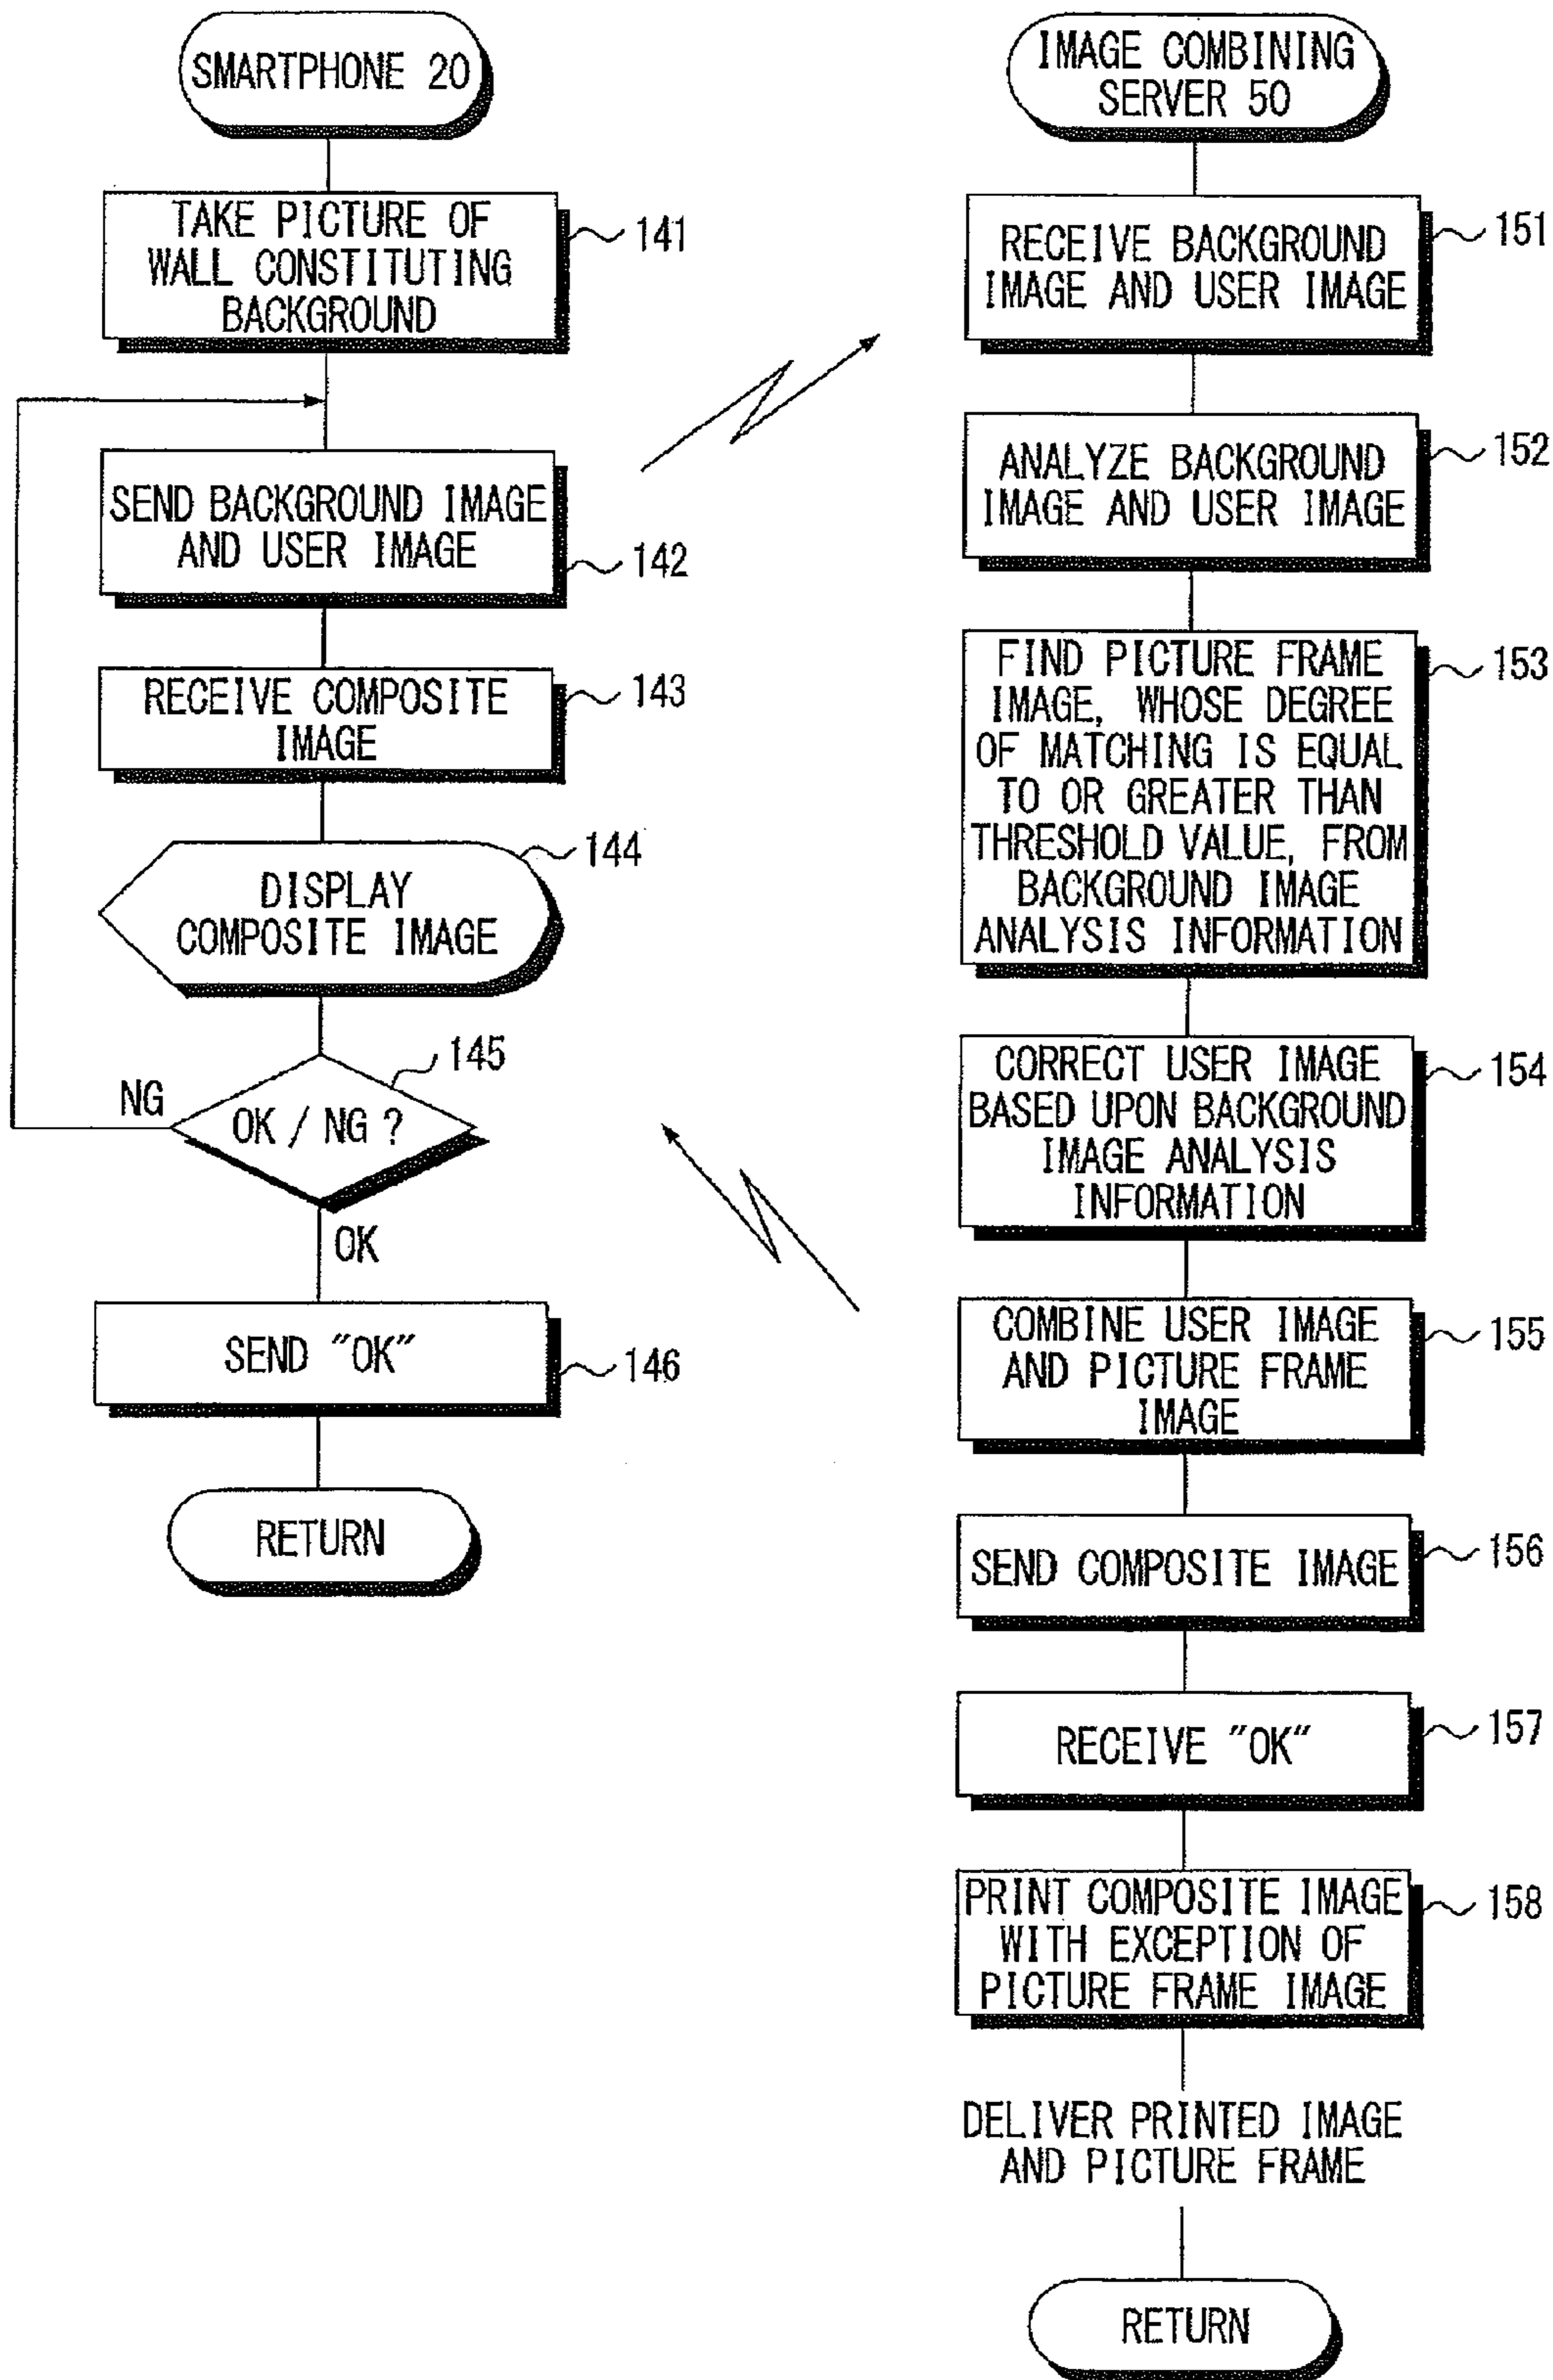 SMARTPHONE 20
TAKE PICTURE OF
WALL CONSTITUTING
BACKGROUND
141
SEND BACKGROUND IMAGE
AND USER IMAGE
142
RECEIVE COMPOSITE
IMAGE
143
DISPLAY
COMPOSITE IMAGE
144
OK / NG ?
145
NG
OK
SEND "OK"
146
RETURN
IMAGE COMBINING
SERVER 50
RECEIVE BACKGROUND
IMAGE AND USER IMAGE
151
ANALYZE BACKGROUND
IMAGE AND USER IMAGE
152
FIND PICTURE FRAME
IMAGE, WHOSE DEGREE
OF MATCHING IS EQUAL
TO OR GREATER THAN
THRESHOLD VALUE, FROM
BACKGROUND IMAGE
ANALYSIS INFORMATION
153
CORRECT USER IMAGE
BASED UPON BACKGROUND
IMAGE ANALYSIS
INFORMATION
154
COMBINE USER IMAGE
AND PICTURE FRAME
IMAGE
155
SEND COMPOSITE IMAGE
156
RECEIVE "OK"
157
PRINT COMPOSITE IMAGE
WITH EXCEPTION OF
PICTURE FRAME IMAGE
158
DELIVER PRINTED IMAGE
AND PICTURE FRAME
RETURN